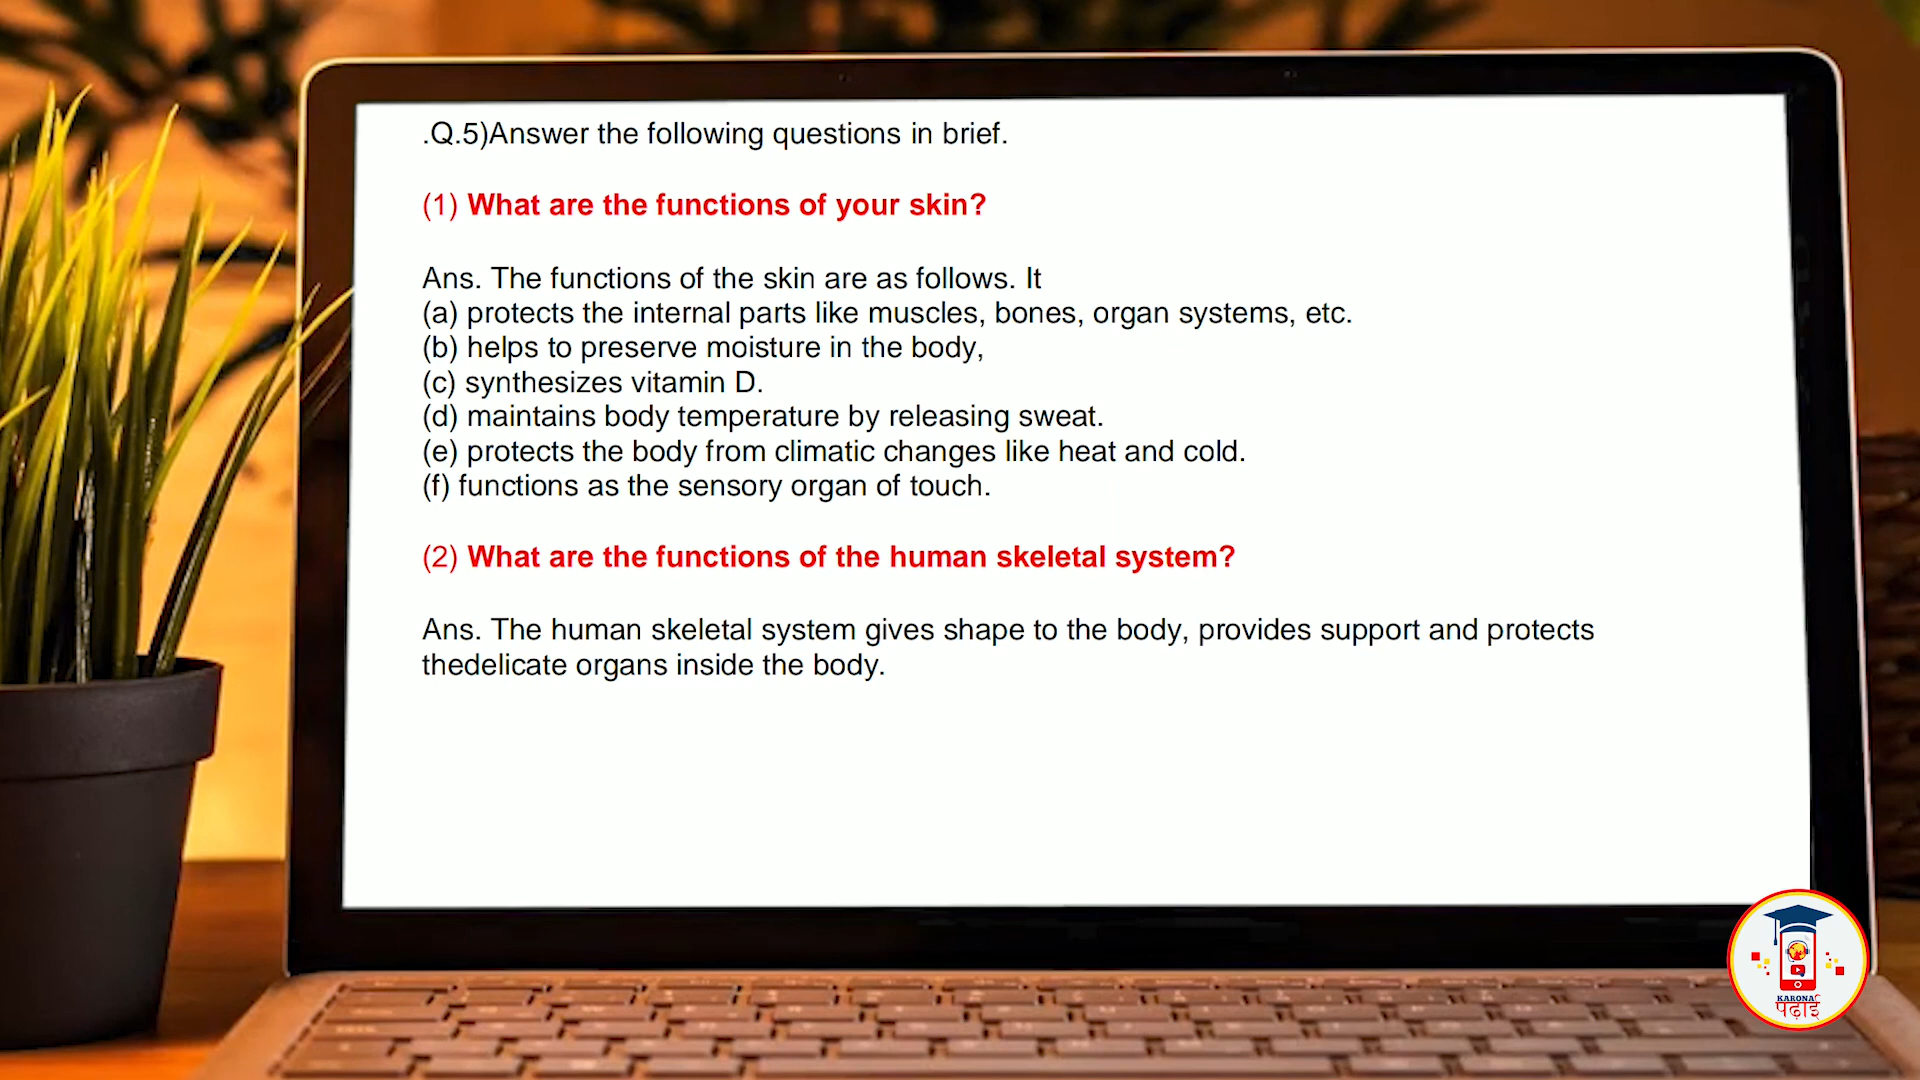 .Q.5)Answer the following questions in brief.
(1) What are the functions of your skin?
Ans. The functions of the skin are as follows. It
(a) protects the internal parts like muscles, bones, organ systems, etc.
(b) helps to preserve moisture in the body,
(c) synthesizes vitamin D.
(d) maintains body temperature by releasing sweat.
(e) protects the body from climatic changes like heat and cold.
(f) functions as the sensory organ of touch.
(2) What are the functions of the human skeletal system?
Ans. The human skeletal system gives shape to the body, provides support and protects
thedelicate organs inside the body.
KARONA
पढ़ाई